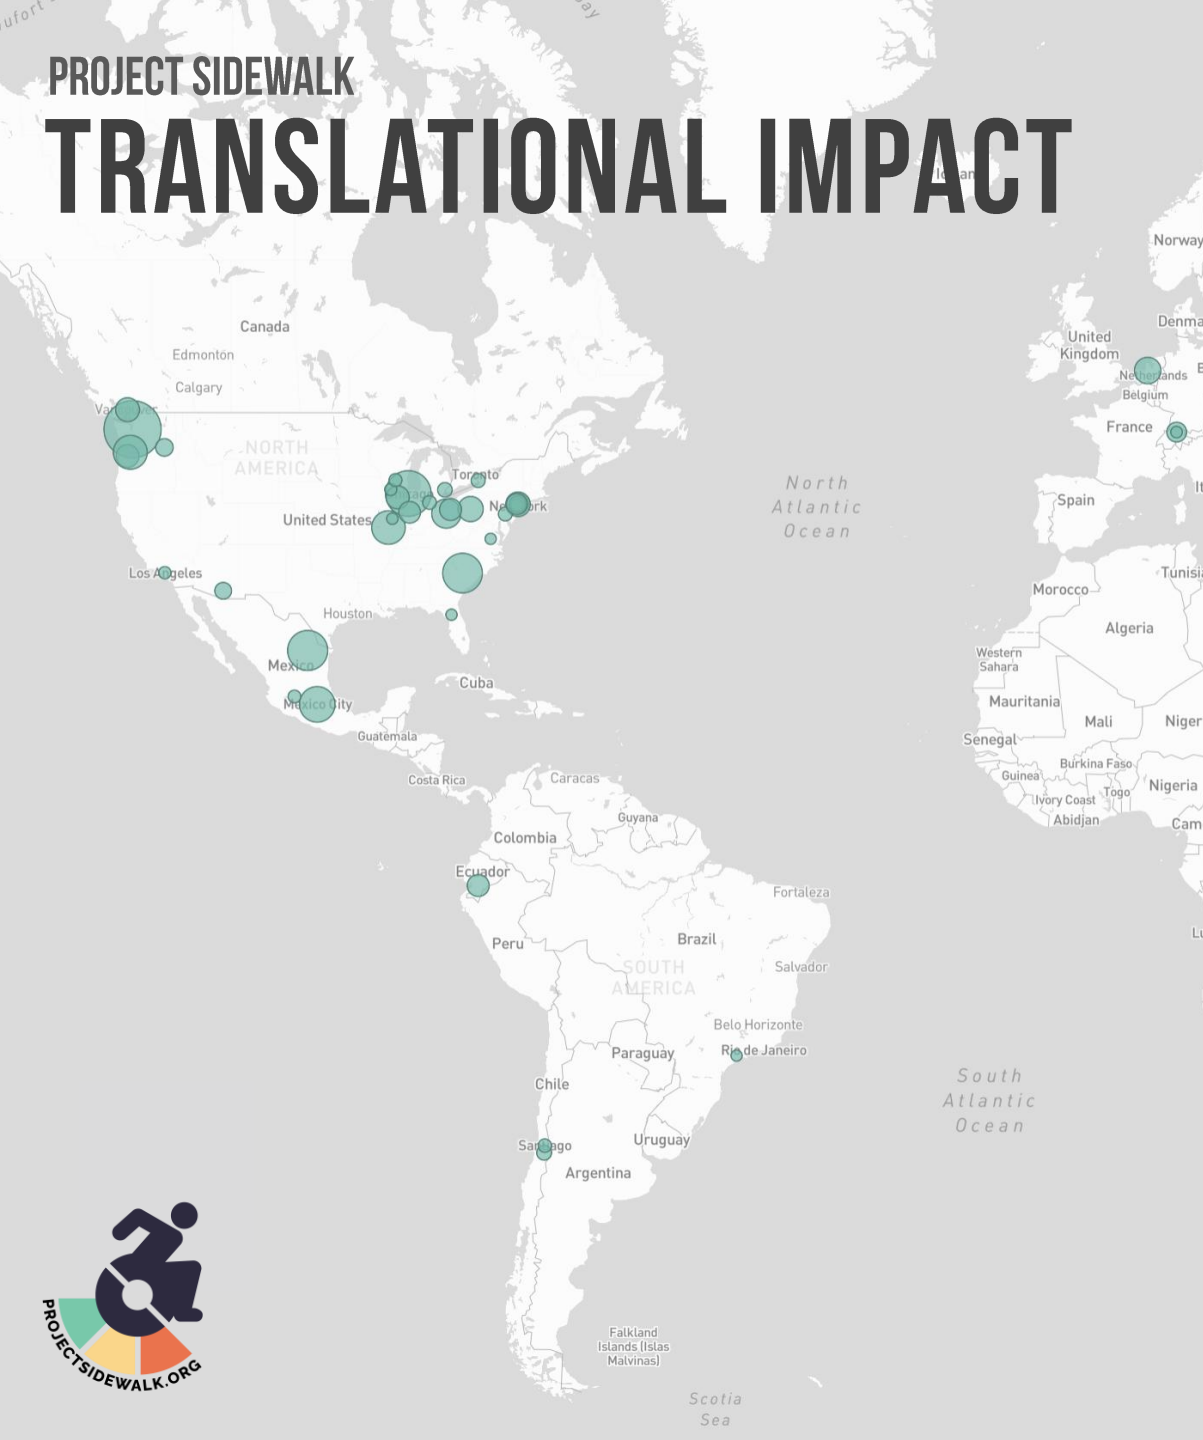 PROJECT SIDEWALK
TRANSLATIONAL IMPACT
Norway
Canada
United
Kingdom
Edmonton
Calgary
Netherlands
Belgium
France
NORTH
AMERICA
Toronto
United States
North
Atlantic
Ocean
Spain
Los Angeles
Houston
Morocco
Algeria
Western
Sahara
Mexico
Cuba
Mexico City
Mauritania
Mali
Niger
Guatemala
Senegal
Costa Rica
Caracas
Burkina Faso
Guinea
Togo
Nigeria
Ivory Coast
Abidjan
Guyana
Colombia
Ecuador
Fortaleza
Peru
Brazil
SOUTH
AMERICA
Salvador
Belo Horizonte
Paraguay
Rio de Janeiro
Chile
South
Atlantic
Ocean
Santiago
Uruguay
Argentina
Falkland
Islands (Islas
Malvinas)
Scotia
Sea
PROJECTSIDEWALK.ORG